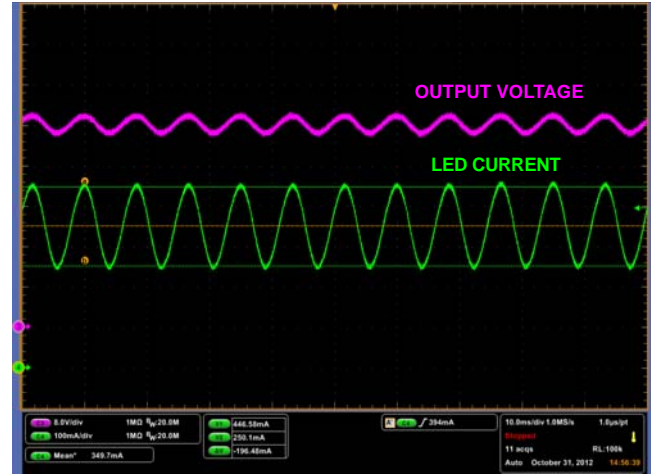 OUTPUT VOLTAGE
LED CURRENT
a
b
8.0V/div 1MΩ BW:20.0M
100mA/div 1MΩ BW:20.0M
446.58mA
250.1mA
-196.48mA
A' 394mA
10.0ms/div 1.0MS/s 1.0µs/pt
Stopped
11 acqs RL:100k
Auto October 31, 2012 14:56:39
Mean* 349.7mA